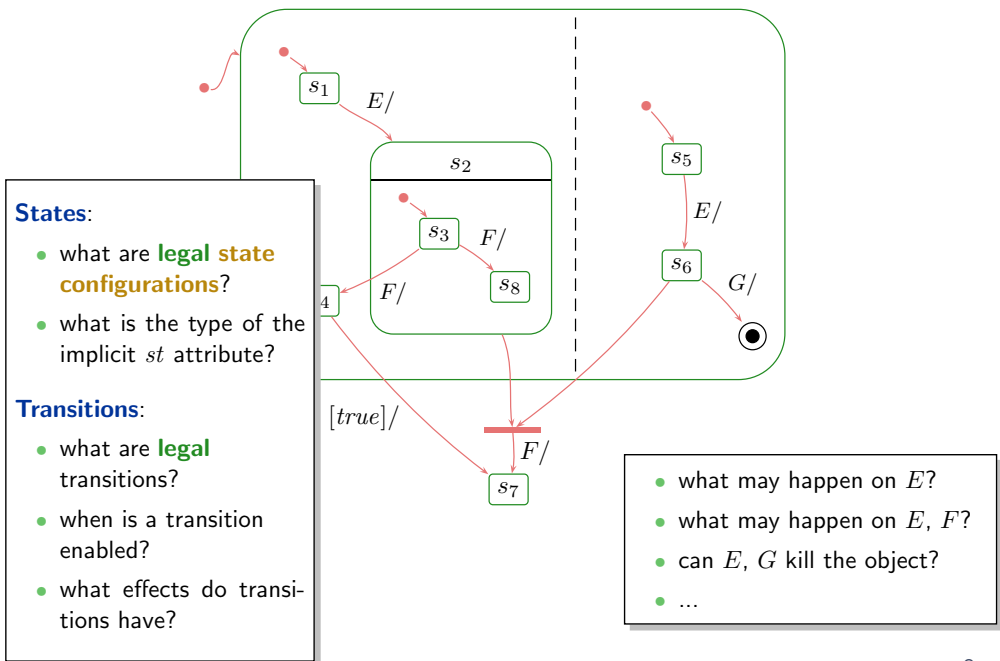 s1
E/
s2
s5
s3
F/
E/
s6
4
F/
s8
G/
States:
• what are legal state
configurations?
• what is the type of the
implicit st attribute?
Transitions:
• what are legal
transitions?
• when is a transition
enabled?
• what effects do transi-
tions have?
[true]/
F/
s7
• what may happen on E?
• what may happen on E, F?
• can E, G kill the object?
• ...